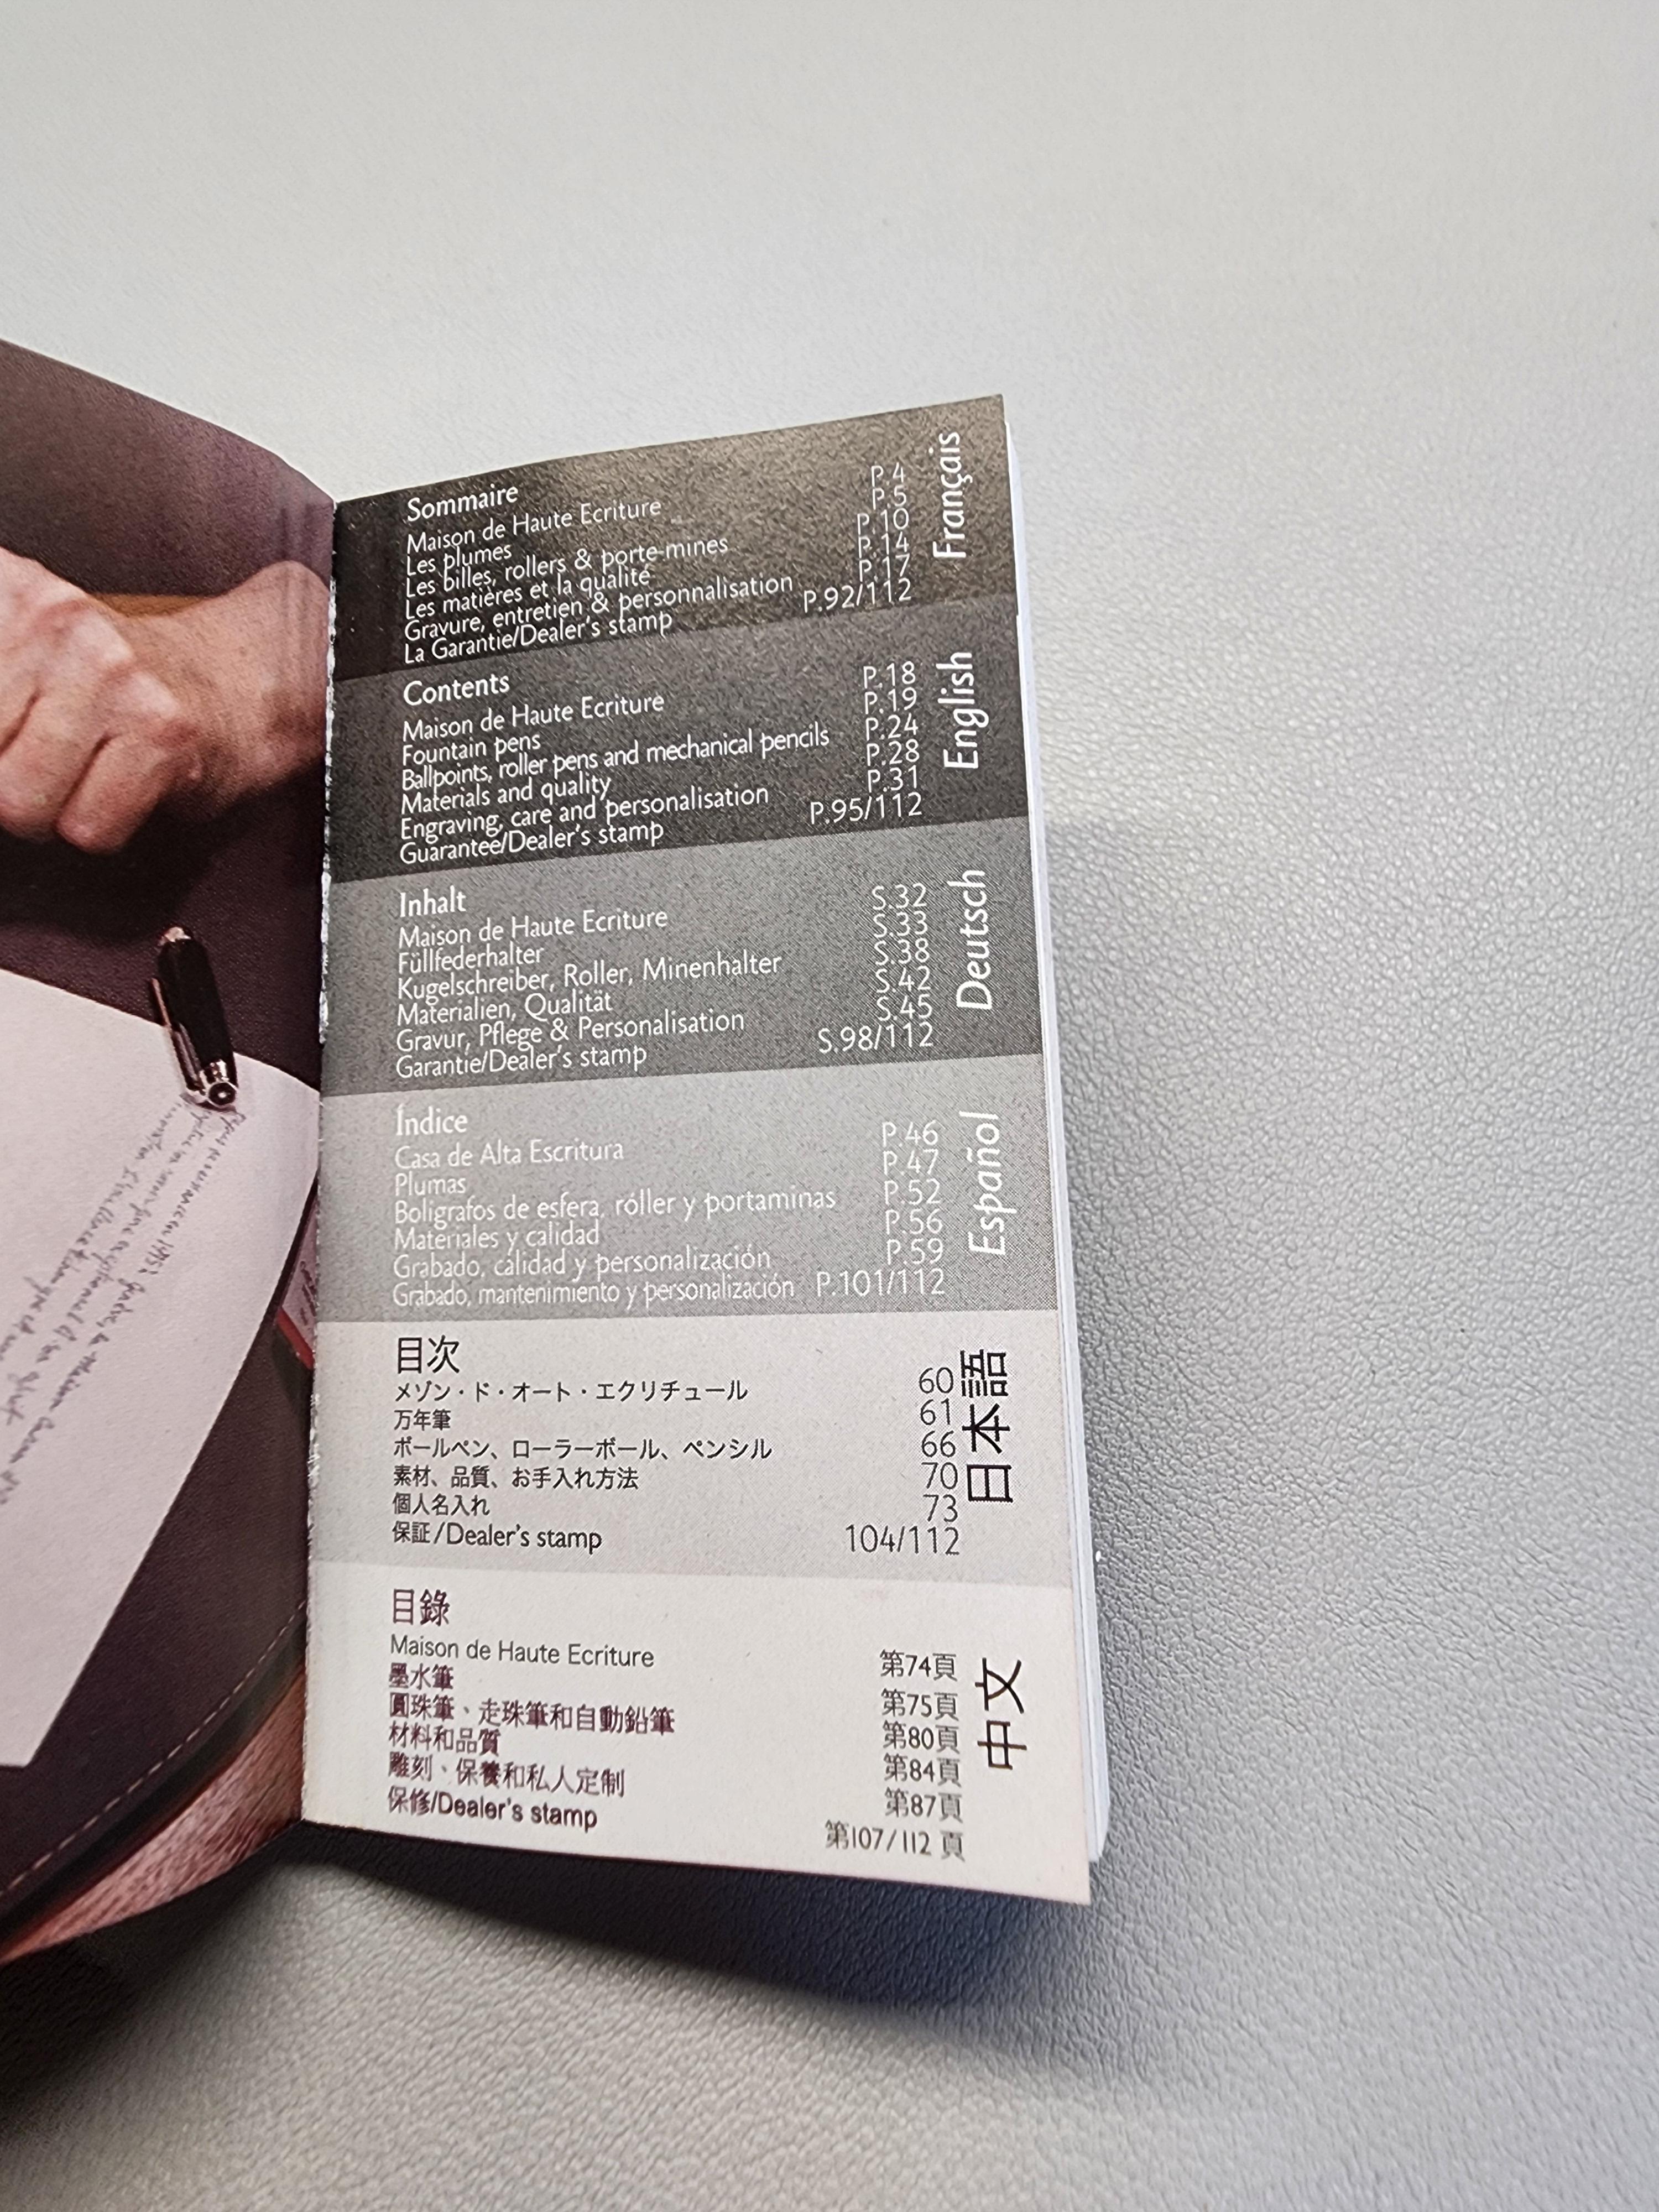 Sommaire
Maison de Haute Ecriture P.4
Les plumes P.5
Les billes, rollers & porte-mines P.10
Les matières et la qualité P.14
Gravure, entretien & personnalisation P.17
La Garantie/Dealer's stamp P.92/112
Français
Contents
Maison de Haute Ecriture P.18
Fountain pens P.19
Ballpoints, roller pens and mechanical pencils P.24
Materials and quality P.28
Engraving, care and personalisation P.31
Guarantee/Dealer's stamp P.95/112
English
Inhalt
Maison de Haute Ecriture S.32
Füllfederhalter S.33
Kugelschreiber, Roller, Minenhalter S.38
Materialien, Qualität S.42
Gravur, Pflege & Personalisation S.45
Garantie/Dealer's stamp S.98/112
Deutsch
Índice
Casa de Alta Escritura P.46
Plumas P.47
Boligrafos de esfera, róller y portaminas P.52
Materiales y calidad P.56
Grabado, calidad y personalización P.59
Grabado, mantenimiento y personalización P.101/112
Español
目次
メゾン・ド・オート・エクリチュール 60
万年筆 61
ボールペン、ローラーボール、ペンシル 66
素材、品質、お手入れ方法 70
個人名入れ 73
保証/Dealer's stamp 104/112
日本語
目錄
Maison de Haute Ecriture 第74頁
墨水筆 第75頁
圓珠筆、走珠筆和自動鉛筆 第80頁
材料和品質 第84頁
雕刻、保養和私人定制 第87頁
保修/Dealer's stamp 第107/112 頁
中文